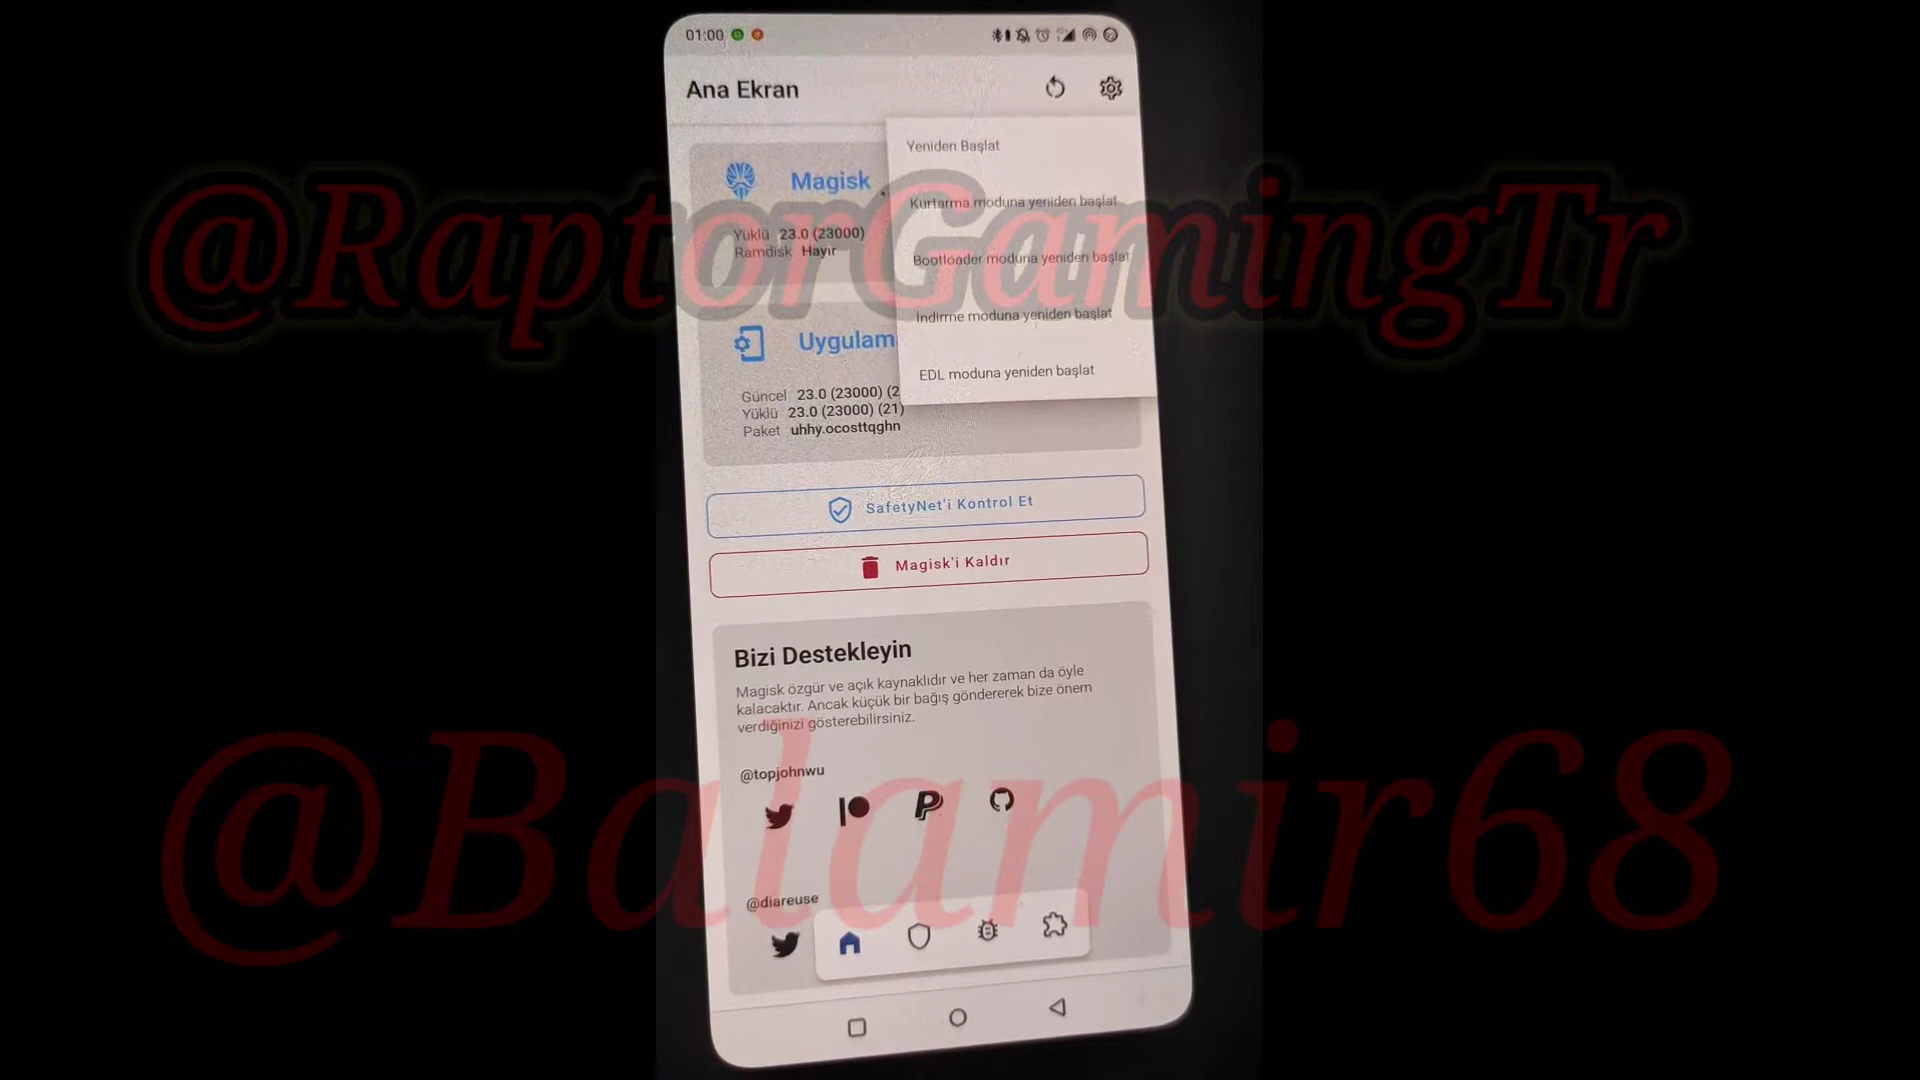 01:00
Ana Ekran
Yeniden Başlat
Kurtarma moduna yeniden başlat
Bootloader moduna yeniden başlat
İndirme moduna yeniden başlat
EDL moduna yeniden başlat
Magisk
Yüklü 23.0 (23000)
Ramdisk Hayır
@RaptorGamingTr
Uygulam
Güncel 23.0 (23000) (2
Yüklü 23.0 (23000) (21)
Paket uhhy.ocosttqghn
SafetyNet'i Kontrol Et
Magisk'i Kaldır
Bizi Destekleyin
Magisk özgür ve açık kaynaklıdır ve her zaman da öyle
kalacaktır. Ancak küçük bir bağış göndererek bize önem
verdiğinizi gösterebilirsiniz.
@topjohnwu
@Balamir68
@diareuse